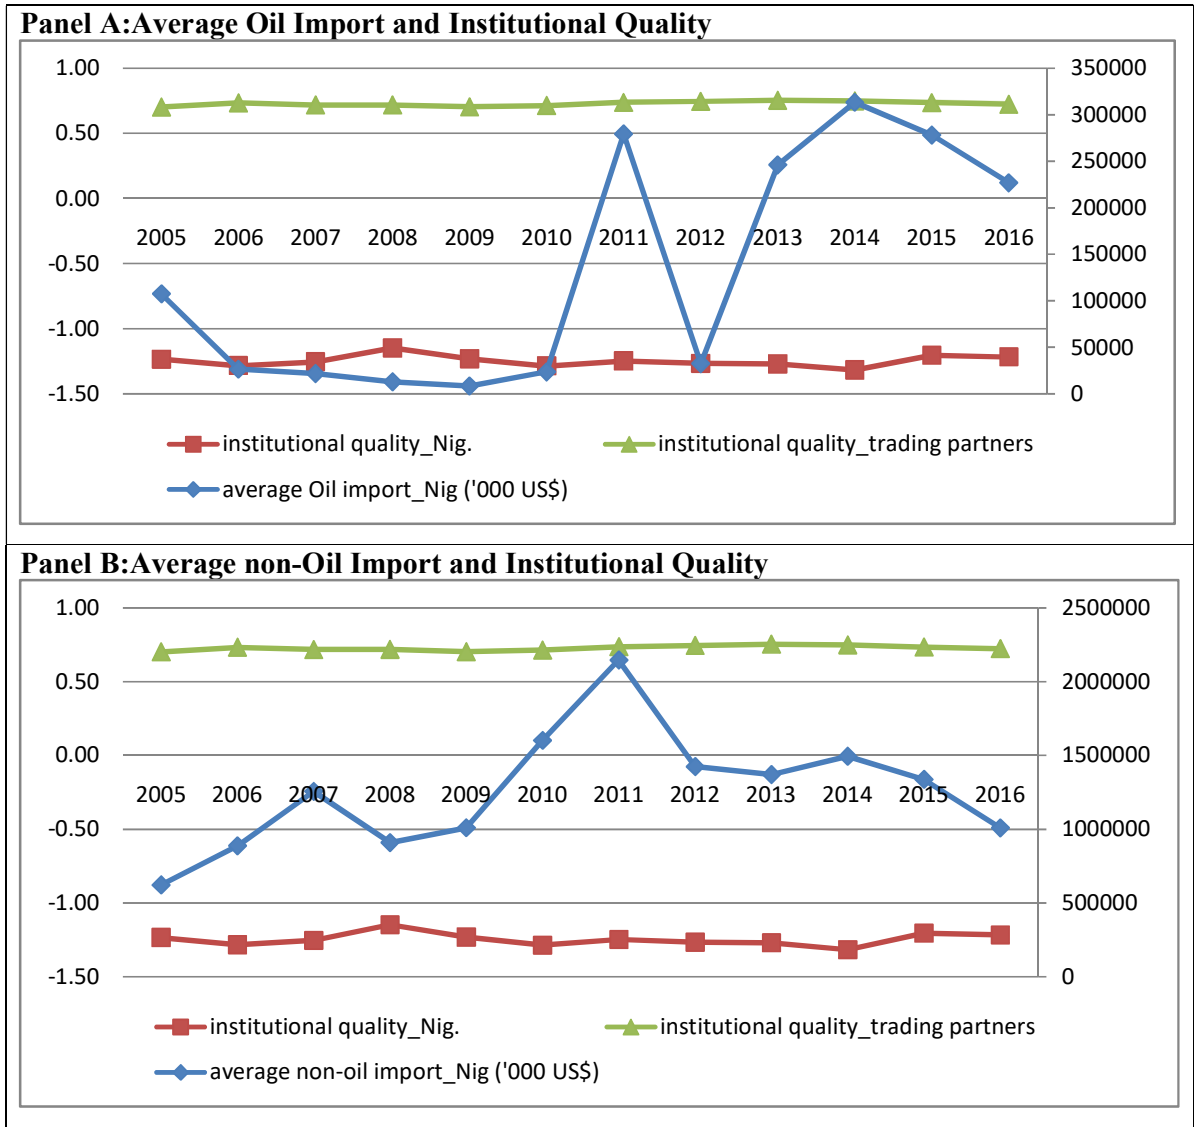 Panel A:Average Oil Import and Institutional Quality
1.00 350000
0.50 300000
0.00 250000
-0.50 200000
-1.00 150000
-1.50 100000
50000
0
2005 2006 2007 2008 2009 2010 2011 2012 2013 2014 2015 2016
institutional quality_Nig. institutional quality_trading partners
average Oil import_Nig ('000 US$)
Panel B:Average non-Oil Import and Institutional Quality
1.00 2500000
0.50 2000000
0.00 1500000
2005 2006 2007 2008 2009 2010 2011 2012 2013 2014 2015 2016
-0.50 1000000
-1.00 500000
-1.50 0
institutional quality_Nig. institutional quality_trading partners
average non-oil import_Nig ('000 US$)